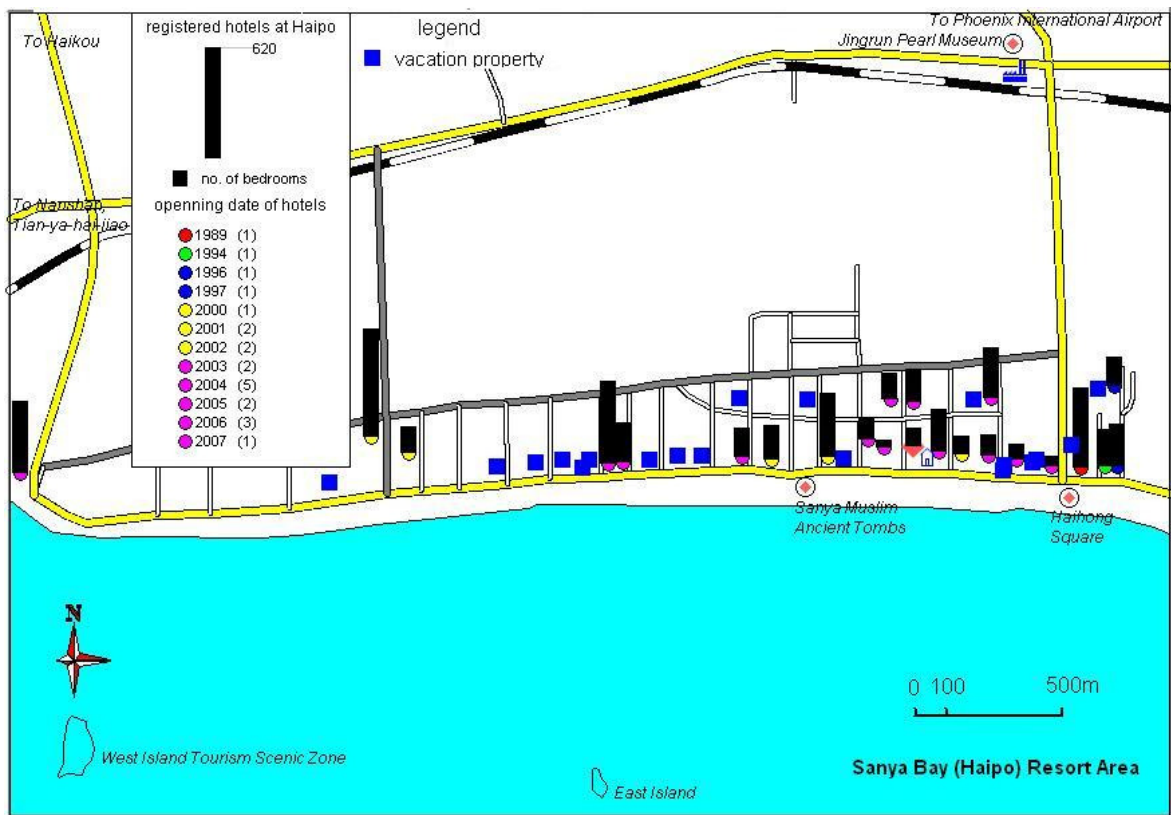 To Haikou
registered hotels at Haipo
620
no. of bedrooms
openning date of hotels
1989 (1)
1994 (1)
1996 (1)
1997 (1)
2000 (1)
2001 (2)
2002 (2)
2003 (2)
2004 (5)
2005 (2)
2006 (3)
2007 (1)
legend
vacation property
To Phoenix International Airport
Jingrun Pearl Museum
To Nanshan,
Tian-ya-hai-jiao
Sanya Muslim
Ancient Tombs
Haihong
Square
N
0 100 500m
West Island Tourism Scenic Zone
East Island
Sanya Bay (Haipo) Resort Area